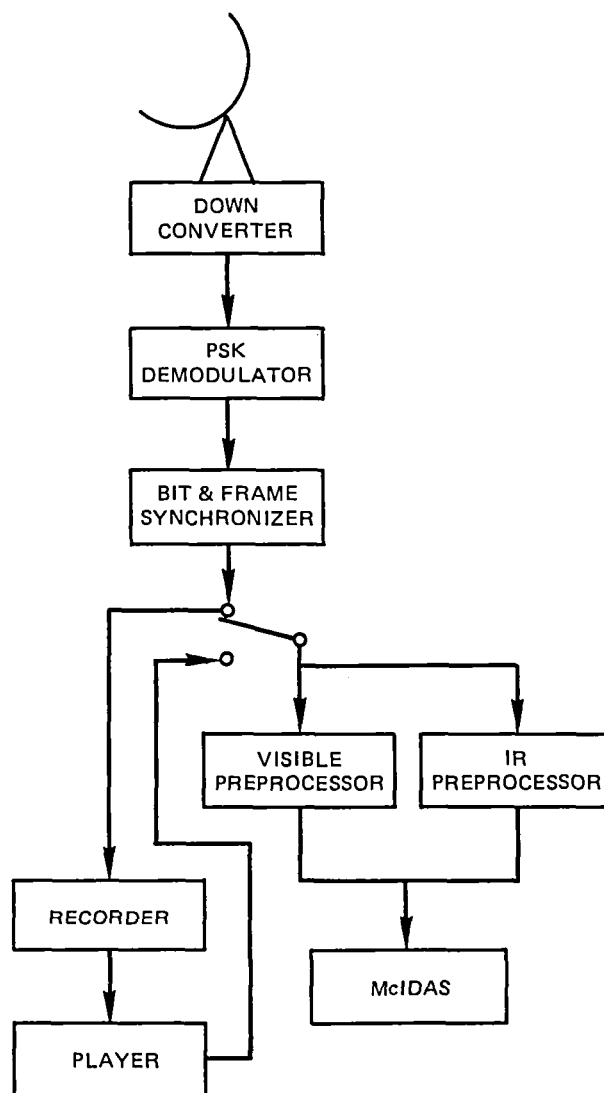 DOWN
CONVERTER
PSK
DEMODULATOR
BIT & FRAME
SYNCHRONIZER
VISIBLE
PREPROCESSOR
IR
PREPROCESSOR
RECORDER
McIDAS
PLAYER